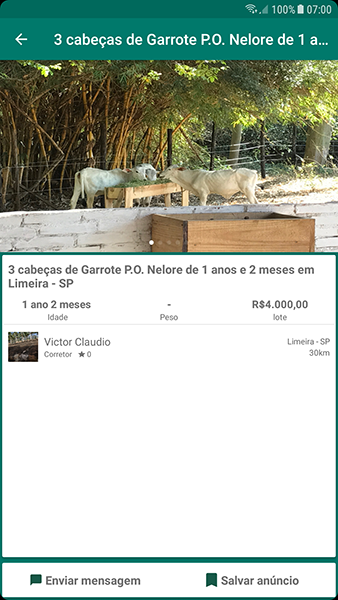 100% 07:00
3 cabeças de Garrote P.O. Nelore de 1 a...
3 cabeças de Garrote P.O. Nelore de 1 anos e 2 meses em
Limeira - SP
1 ano 2 meses - R$4.000,00
Idade Peso lote
Victor Claudio Limeira - SP
Corretor ★ 0 30km
Enviar mensagem Salvar anúncio